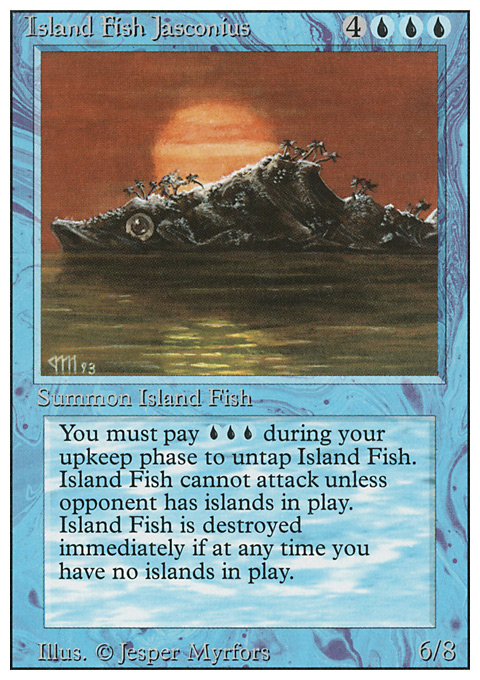 Island Fish Jasconius 4
JM 93
Summon Island Fish
You must pay during your
upkeep phase to untap Island Fish.
Island Fish cannot attack unless
opponent has islands in play.
Island Fish is destroyed
immediately if at any time you
have no islands in play.
Illus. © Jesper Myrfors 6/8